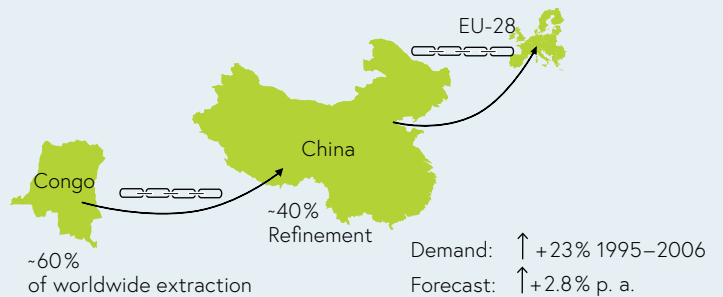 EU-28
China
Congo
~40%
Refinement
~60%
of worldwide extraction
Demand: ↑ +23% 1995–2006
Forecast: ↑ +2.8% p. a.